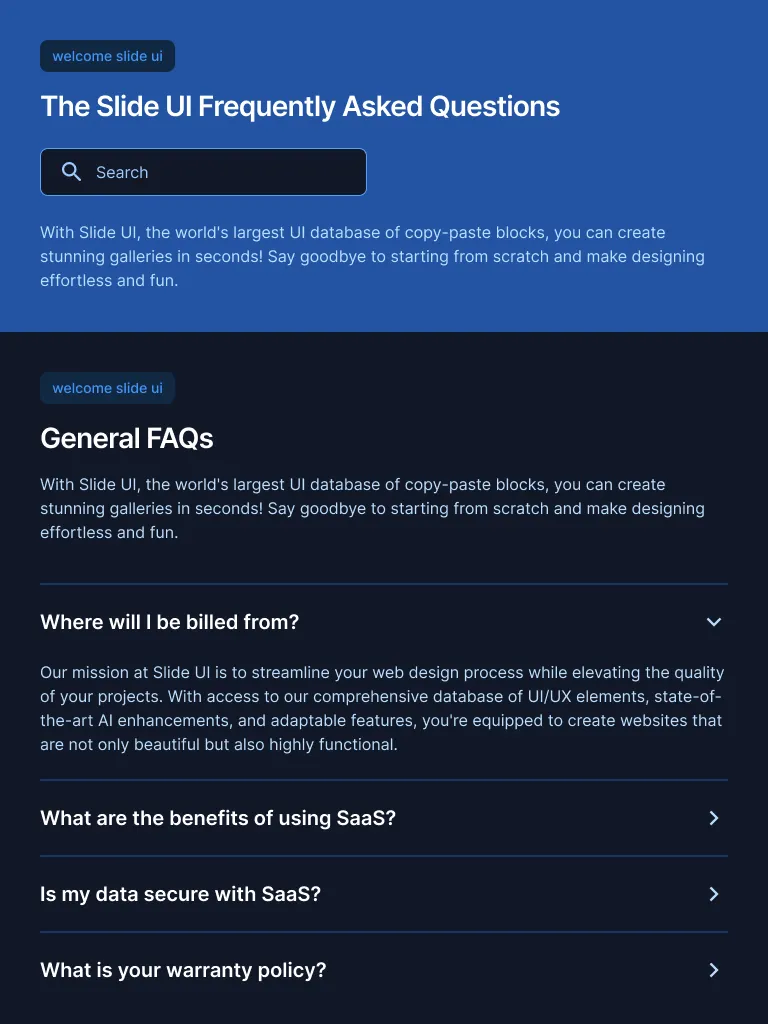 welcome slide ui
The Slide UI Frequently Asked Questions
Search
With Slide UI, the world's largest UI database of copy-paste blocks, you can create
stunning galleries in seconds! Say goodbye to starting from scratch and make designing
effortless and fun.
welcome slide ui
General FAQs
With Slide UI, the world's largest UI database of copy-paste blocks, you can create
stunning galleries in seconds! Say goodbye to starting from scratch and make designing
effortless and fun.
Where will I be billed from?
Our mission at Slide UI is to streamline your web design process while elevating the quality
of your projects. With access to our comprehensive database of UI/UX elements, state-of-
the-art AI enhancements, and adaptable features, you're equipped to create websites that
are not only beautiful but also highly functional.
What are the benefits of using SaaS?
Is my data secure with SaaS?
What is your warranty policy?